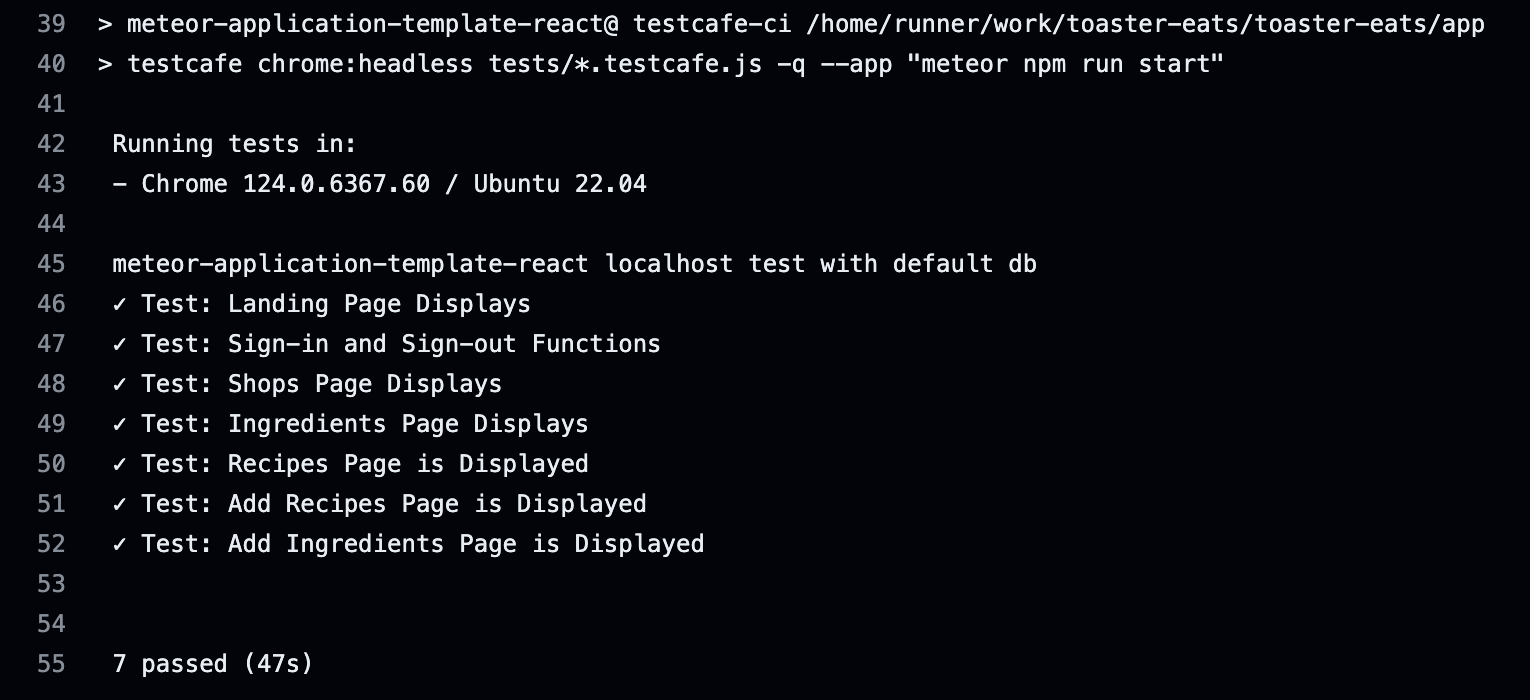 39 > meteor-application-template-react@ testcafe-ci /home/runner/work/toaster-eats/toaster-eats/app
40 > testcafe chrome:headless tests/*.testcafe.js -q --app "meteor npm run start"
41
42 Running tests in:
43 - Chrome 124.0.6367.60 / Ubuntu 22.04
44
45 meteor-application-template-react localhost test with default db
46 ✓ Test: Landing Page Displays
47 ✓ Test: Sign-in and Sign-out Functions
48 ✓ Test: Shops Page Displays
49 ✓ Test: Ingredients Page Displays
50 ✓ Test: Recipes Page is Displayed
51 ✓ Test: Add Recipes Page is Displayed
52 ✓ Test: Add Ingredients Page is Displayed
53
54
55 7 passed (47s)